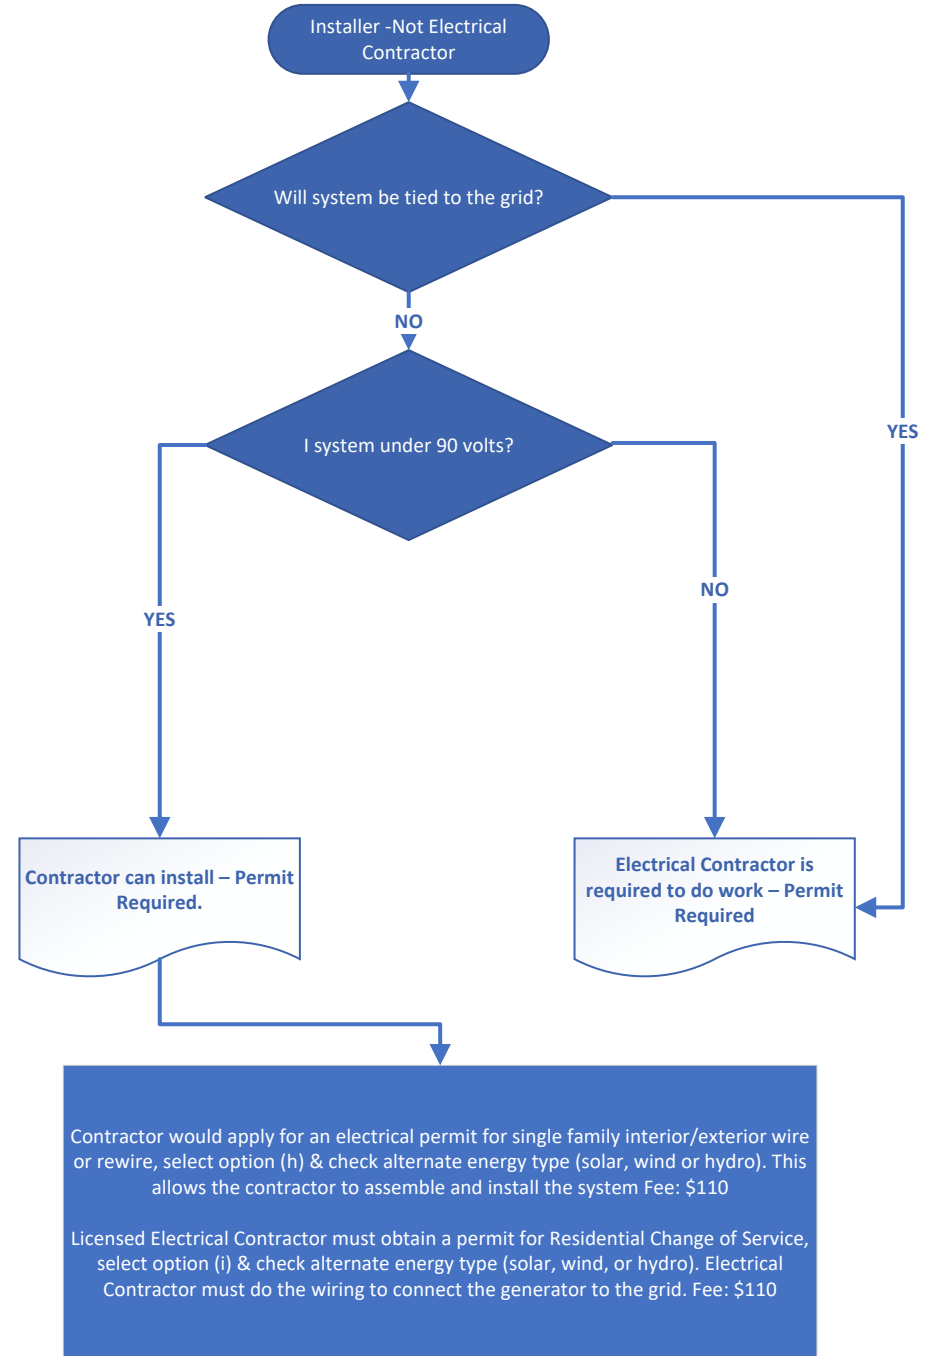 Installer -Not Electrical
Contractor
Will system be tied to the grid?
NO
I system under 90 volts?
YES
NO
YES
Contractor can install – Permit
Required.
Electrical Contractor is
required to do work – Permit
Required
Contractor would apply for an electrical permit for single family interior/exterior wire
or rewire, select option (h) & check alternate energy type (solar, wind or hydro). This
allows the contractor to assemble and install the system Fee: $110
Licensed Electrical Contractor must obtain a permit for Residential Change of Service,
select option (i) & check alternate energy type (solar, wind, or hydro). Electrical
Contractor must do the wiring to connect the generator to the grid. Fee: $110